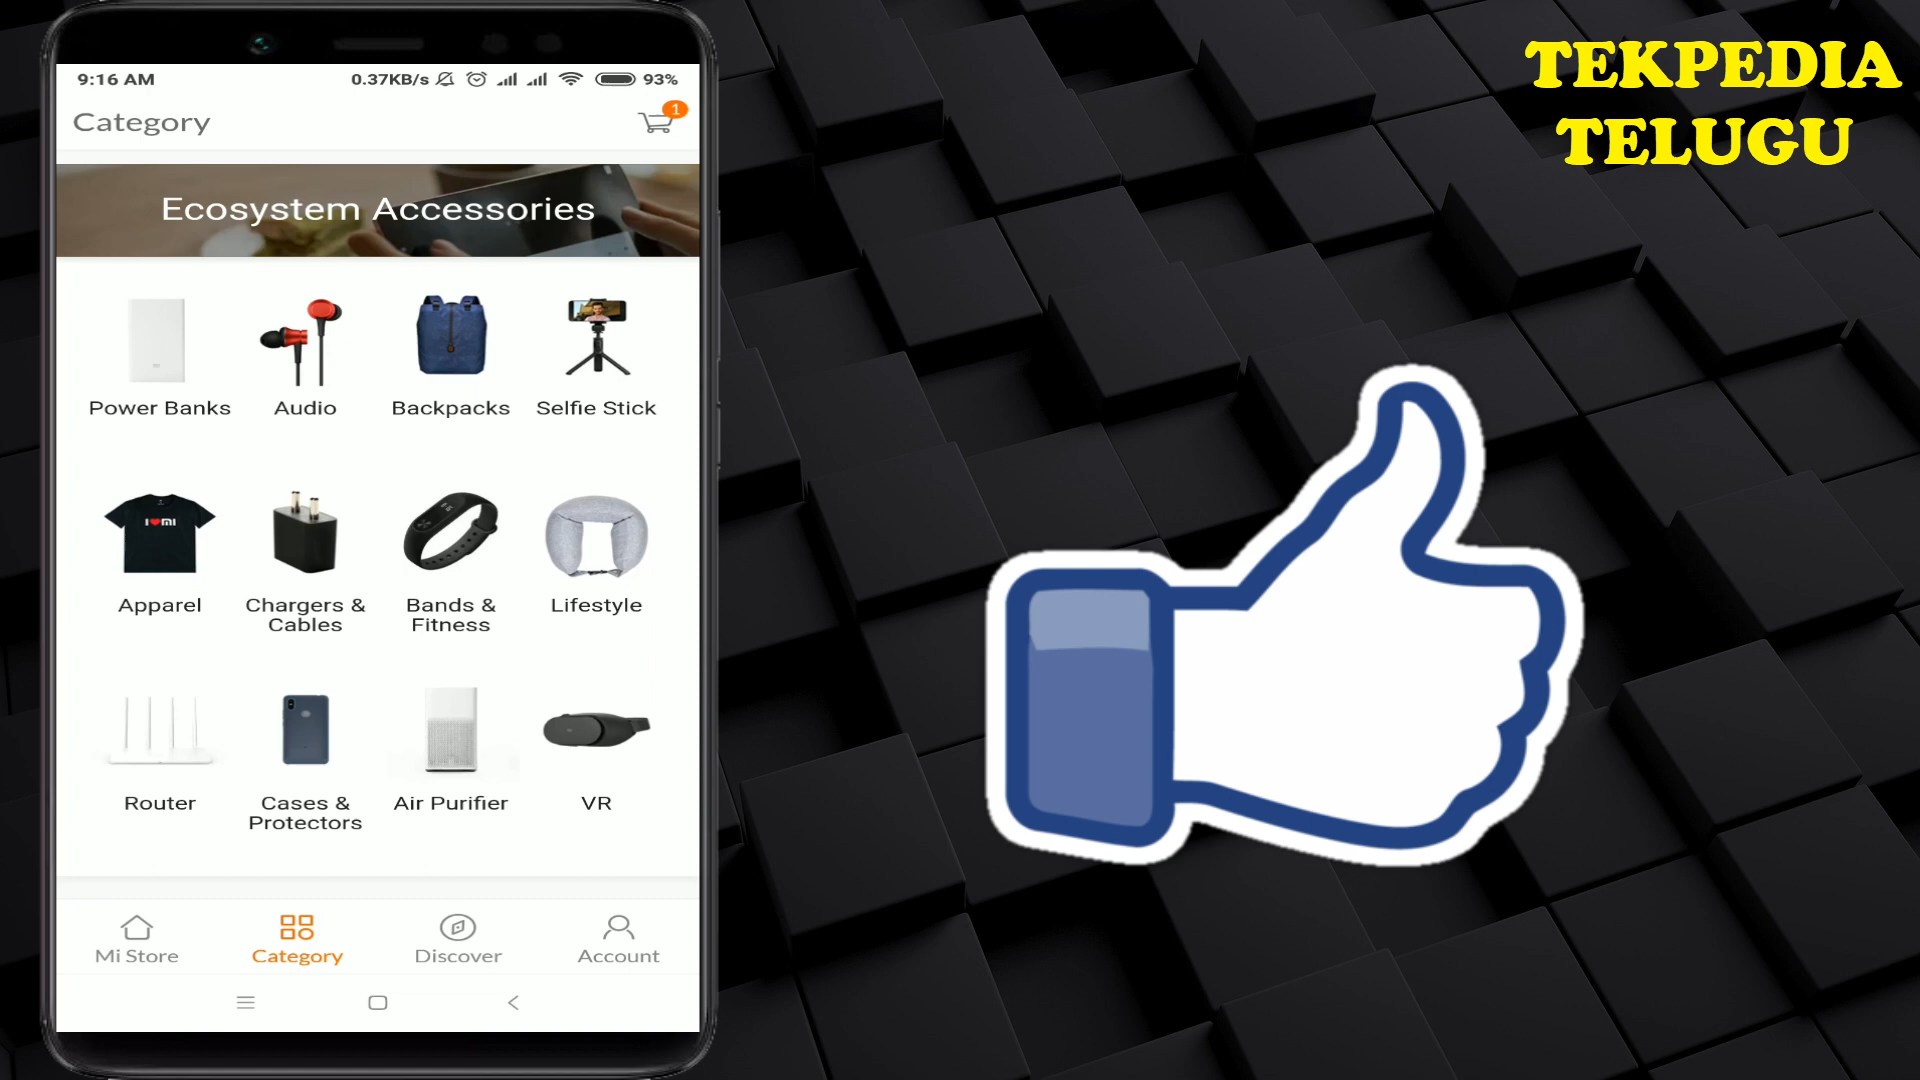 TEKPEDIA
TELUGU
9:16 AM 0.37KB/s 93%
Category 1
Ecosystem Accessories
Power Banks Audio Backpacks Selfie Stick
I ❤ mi
Apparel Chargers & Cables Bands & Fitness Lifestyle
Router Cases & Protectors Air Purifier VR
Mi Store Category Discover Account